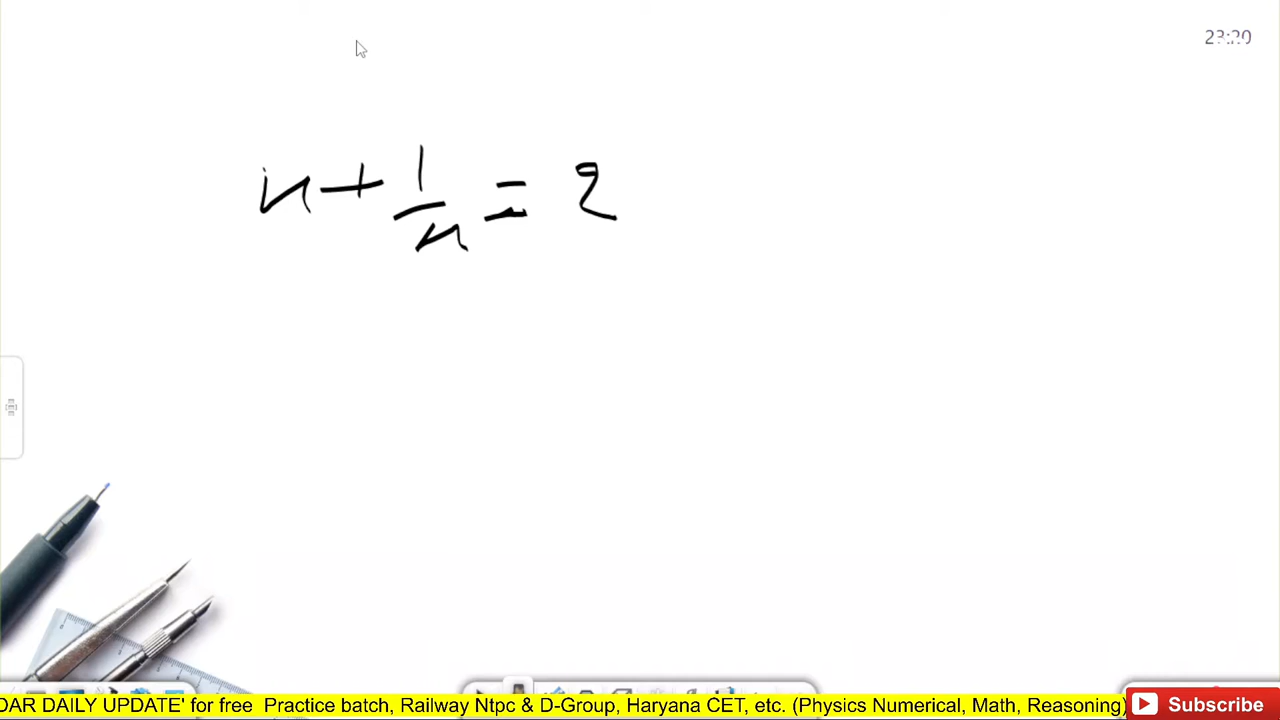 23:20
x + 1/x = 2
DAR DAILY UPDATE' for free Practice batch, Railway Ntpc & D-Group, Haryana CET, etc. (Physics Numerical, Math, Reasoning)
Subscribe